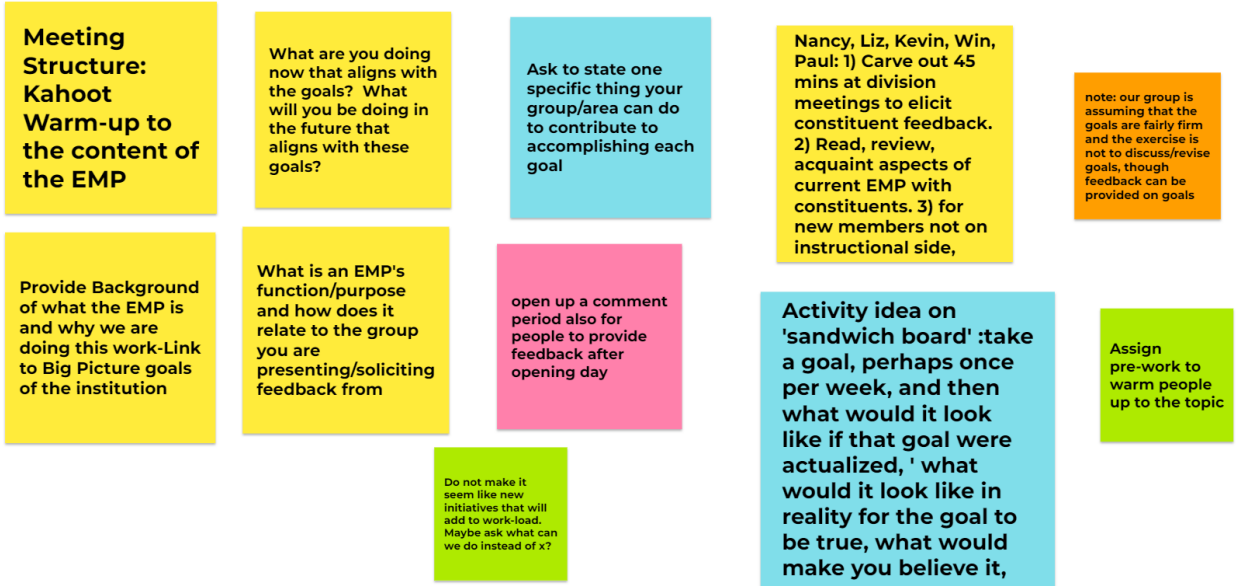 Meeting
Structure:
Kahoot
Warm-up to
the content of
the EMP
What are you doing
now that aligns with
the goals?  What
will you be doing in
the future that
aligns with these
goals?
Ask to state one
specific thing your
group/area can do
to contribute to
accomplishing each
goal
Nancy, Liz, Kevin, Win,
Paul: 1) Carve out 45
mins at division
meetings to elicit
constituent feedback.
2) Read, review,
acquaint aspects of
current EMP with
constituents. 3) for
new members not on
instructional side,
note: our group is
assuming that the
goals are fairly firm
and the exercise is
not to discuss/revise
goals, though
feedback can be
provided on goals
Provide Background
of what the EMP is
and why we are
doing this work-Link
to Big Picture goals
of the institution
What is an EMP's
function/purpose
and how does it
relate to the group
you are
presenting/soliciting
feedback from
open up a comment
period also for
people to provide
feedback after
opening day
Activity idea on
'sandwich board' :take
a goal, perhaps once
per week, and then
what would it look
like if that goal were
actualized, ' what
would it look like in
reality for the goal to
be true, what would
make you believe it,
Assign
pre-work to
warm people
up to the topic
Do not make it
seem like new
initiatives that will
add to work-load.
Maybe ask what can
we do instead of x?